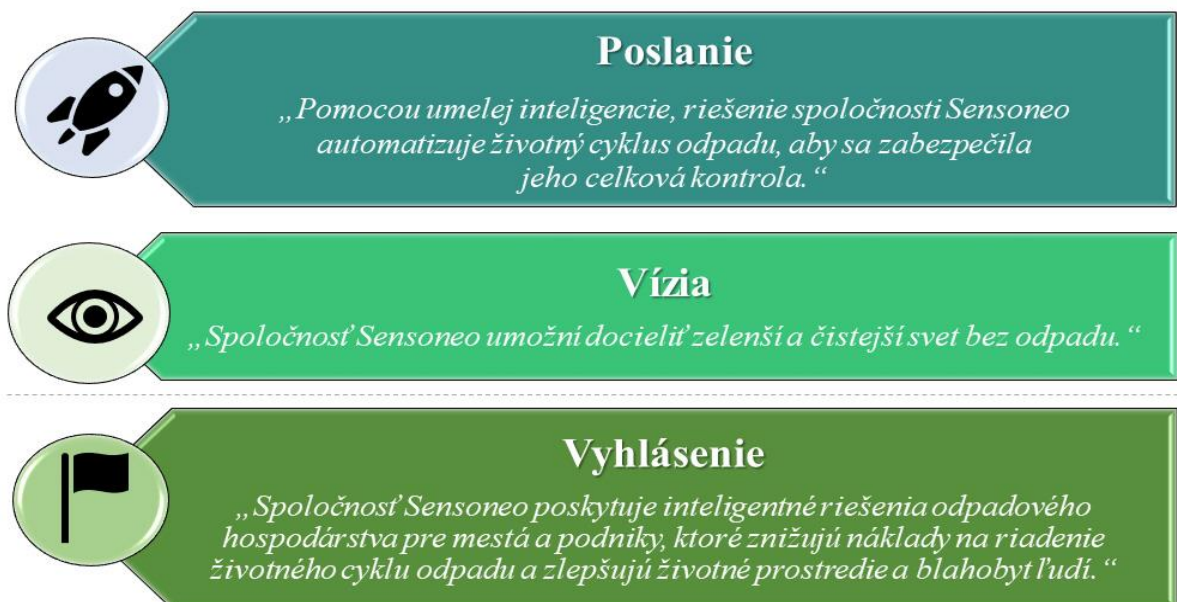 Poslanie
„Pomocou umelej inteligencie, riešenie spoločnosti Sensoneo
automatizuje životný cyklus odpadu, aby sa zabezpečila
jeho celková kontrola.“
Vízia
„Spoločnosť Sensoneo umožní docieliť zelenší a čistejší svet bez odpadu.“
Vyhlásenie
„Spoločnosť Sensoneo poskytuje inteligentné riešenia odpadového
hospodárstva pre mestá a podniky, ktoré znižujú náklady na riadenie
životného cyklu odpadu a zlepšujú životné prostredie a blahobyt ľudí.“